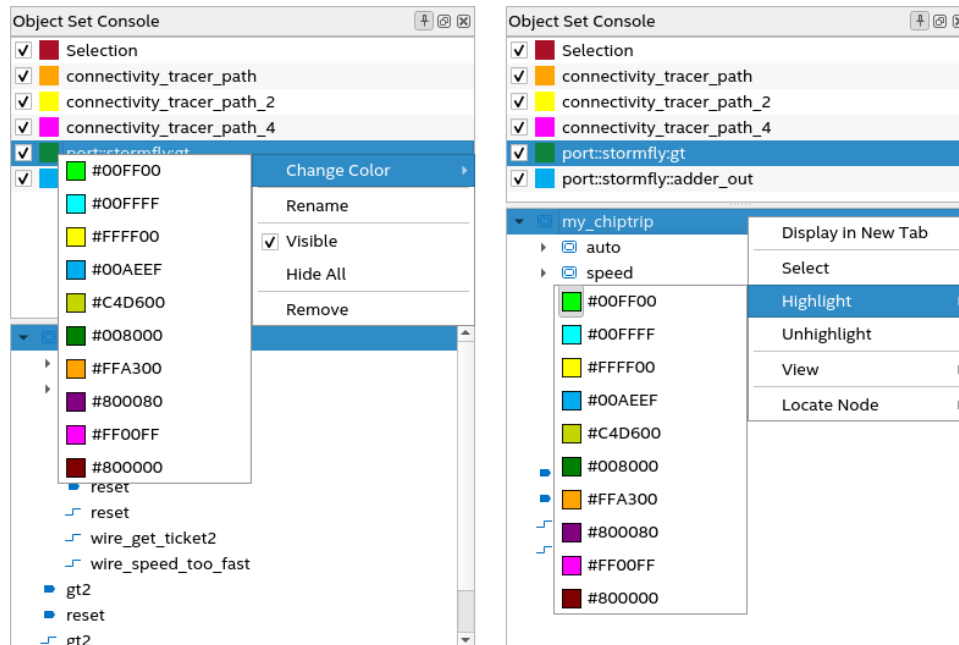 Object Set Console
Selection
connectivity_tracer_path
connectivity_tracer_path_2
connectivity_tracer_path_4
port::stormfly:gt
#00FF00
#00FFFF
#FFFF00
#00AEEF
#C4D600
#008000
#FFA300
#800080
#FF00FF
#800000
Change Color
Rename
Visible
Hide All
Remove
reset
reset
wire_get_ticket2
wire_speed_too_fast
gt2
reset
gt2
Object Set Console
Selection
connectivity_tracer_path
connectivity_tracer_path_2
connectivity_tracer_path_4
port::stormfly:gt
port::stormfly::adder_out
my_chiptrip
auto
speed
Display in New Tab
Select
Highlight
Unhighlight
View
Locate Node
#00FF00
#00FFFF
#FFFF00
#00AEEF
#C4D600
#008000
#FFA300
#800080
#FF00FF
#800000